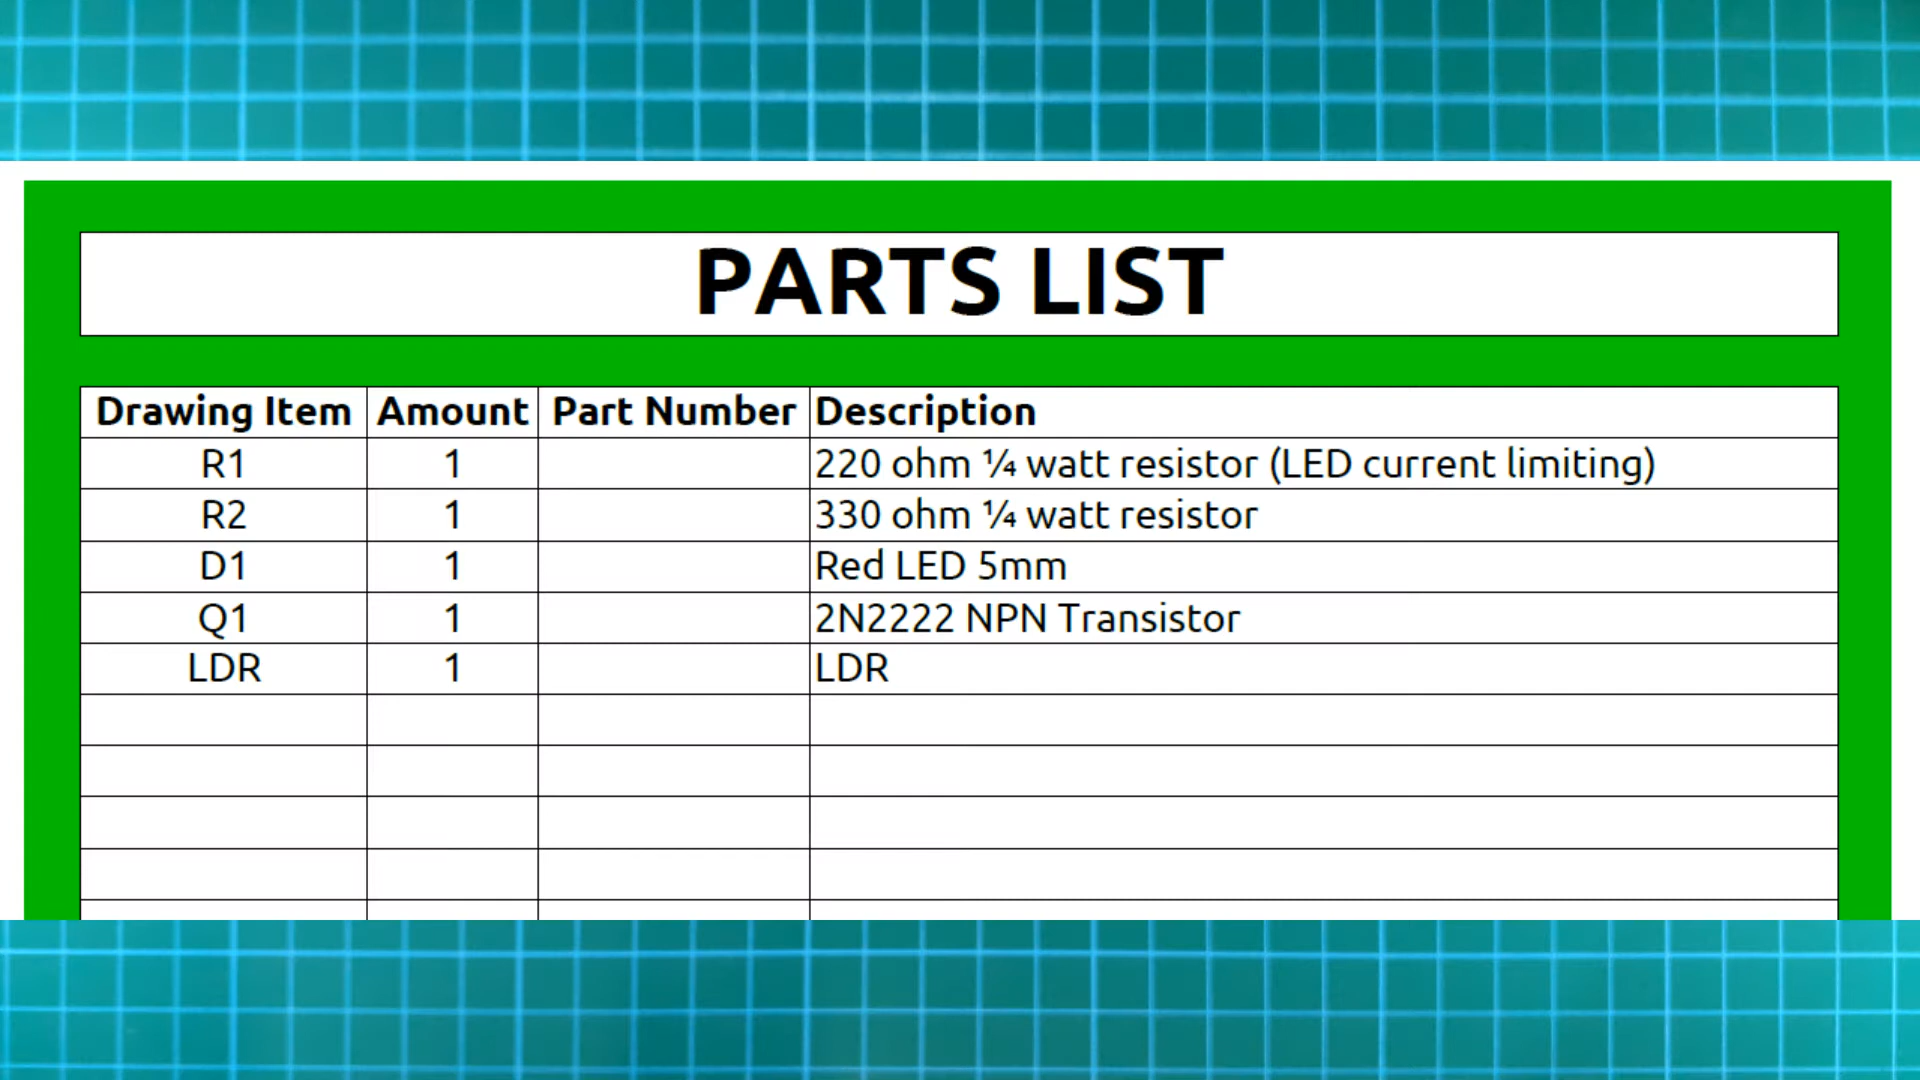 PARTS LIST
Drawing Item Amount Part Number Description
R1 1 220 ohm ¼ watt resistor (LED current limiting)
R2 1 330 ohm ¼ watt resistor
D1 1 Red LED 5mm
Q1 1 2N2222 NPN Transistor
LDR 1 LDR